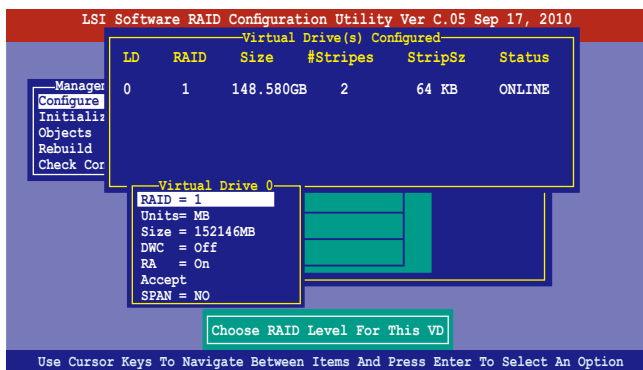 LSI Software RAID Configuration Utility Ver C.05 Sep 17, 2010
Virtual Drive(s) Configured
LD RAID Size #Stripes StripSz Status
0 1 148.580GB 2 64 KB ONLINE
Configure
Objects
Rebuild
Virtual Drive 0
RAID = 1
Units= MB
Size = 152146MB
DWC = Off
RA = On
Accept
SPAN = NO
Choose RAID Level For This VD
Use Cursor Keys To Navigate Between Items And Press Enter To Select An Option